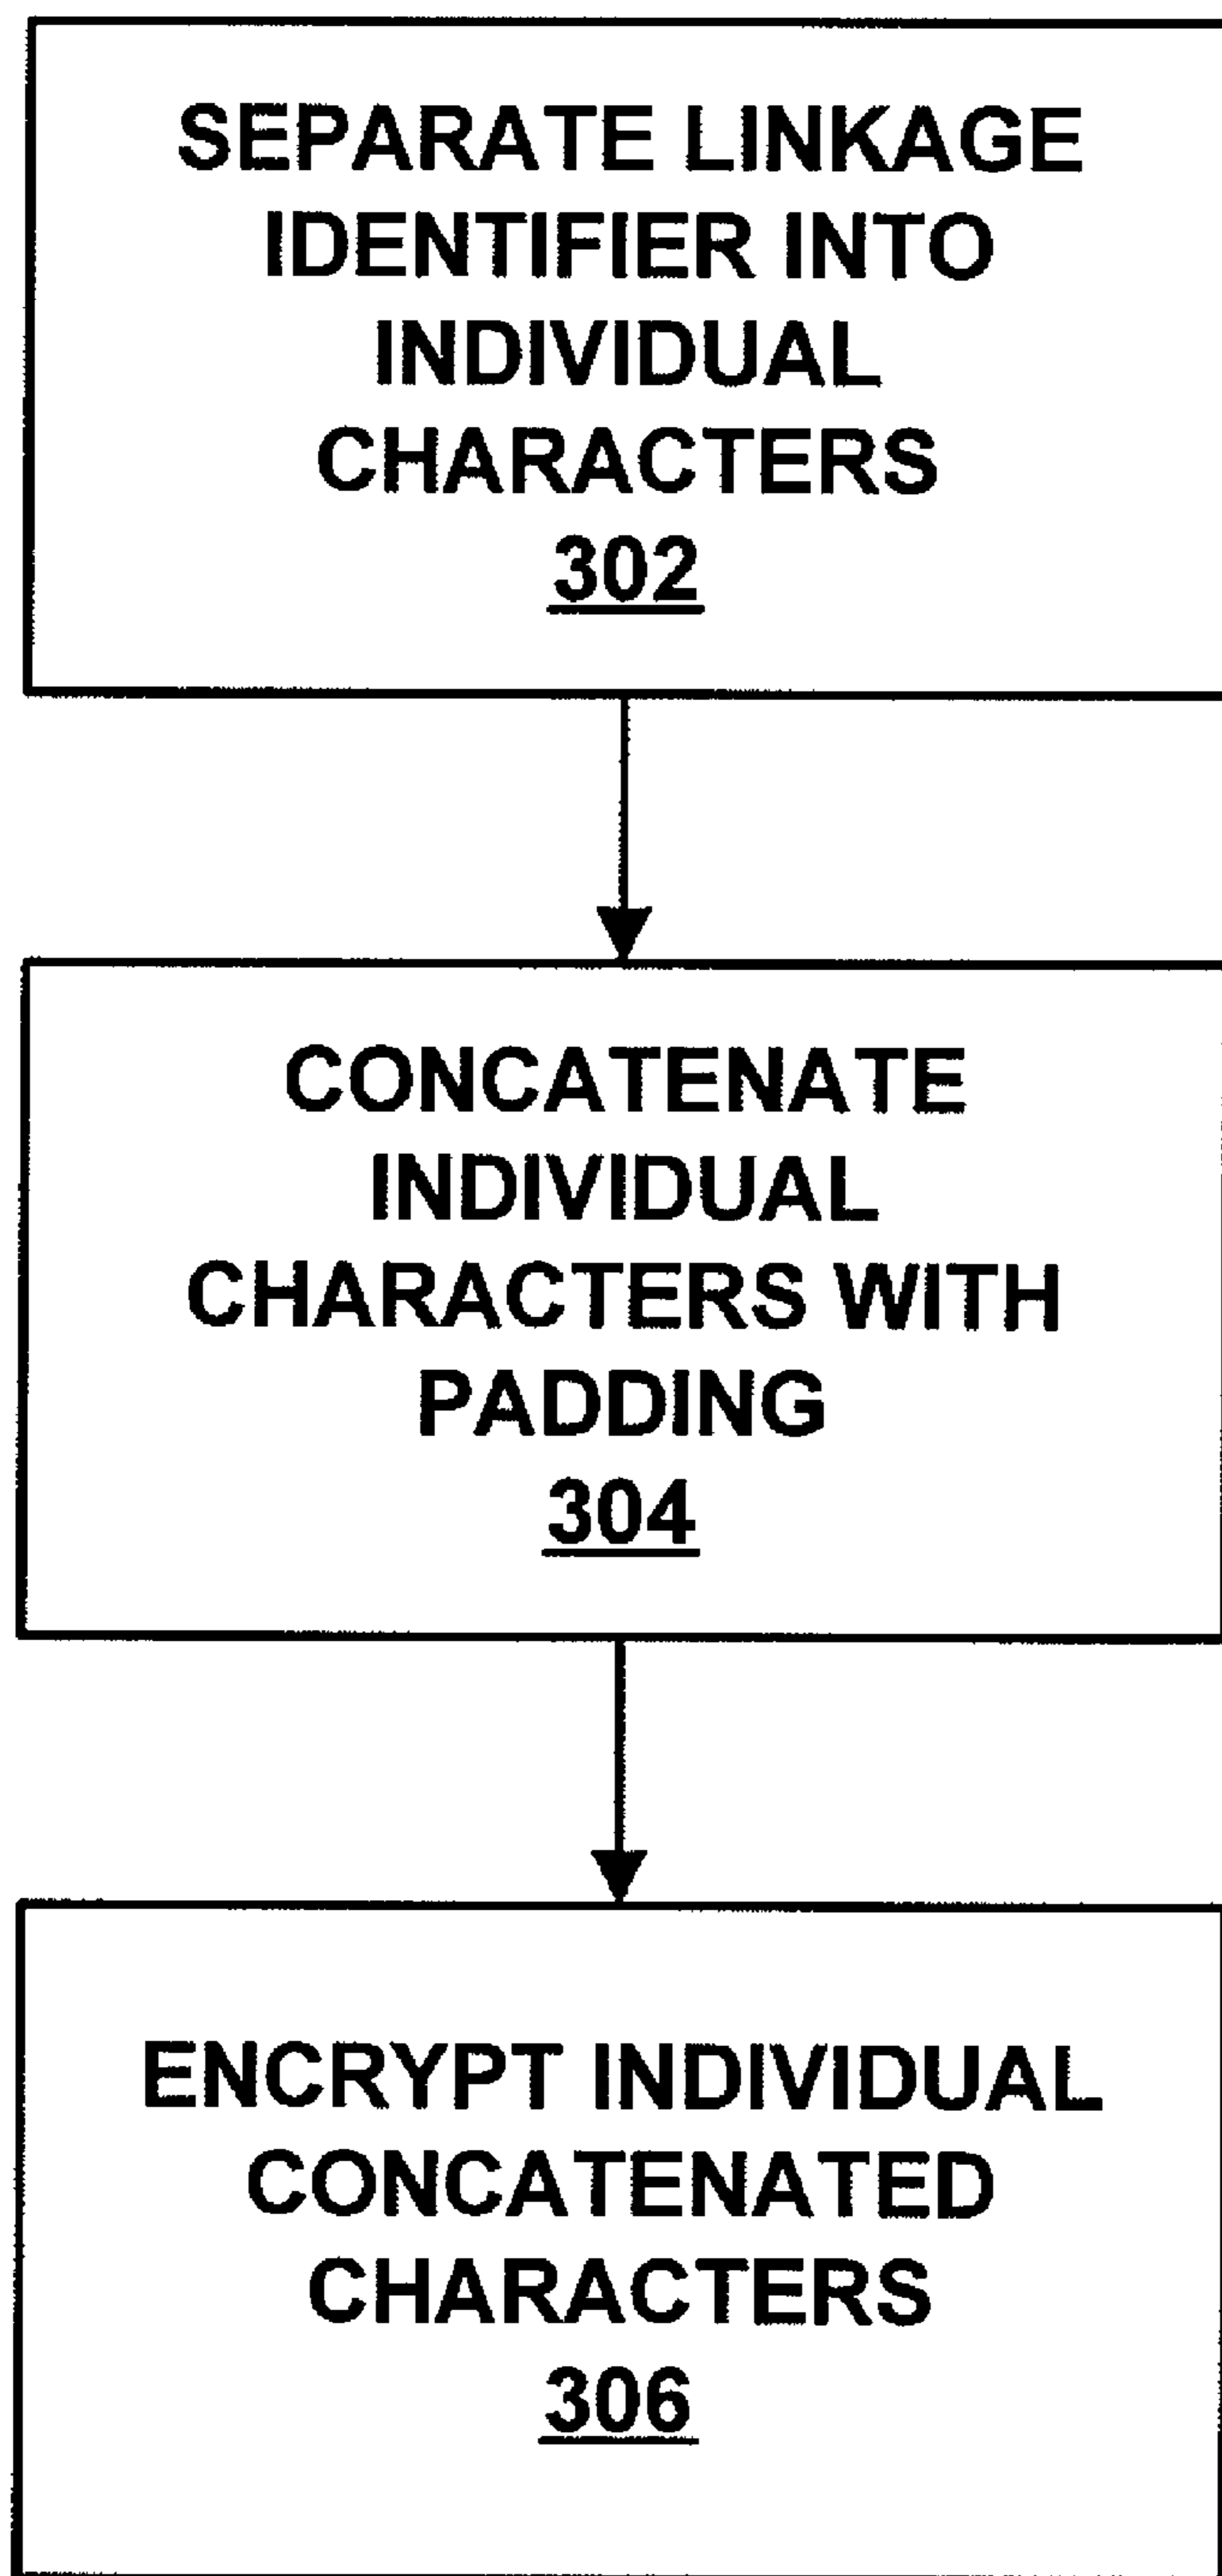 SEPARATE LINKAGE
IDENTIFIER INTO
INDIVIDUAL
CHARACTERS
302
CONCATENATE
INDIVIDUAL
CHARACTERS WITH
PADDING
304
ENCRYPT INDIVIDUAL
CONCATENATED
CHARACTERS
306